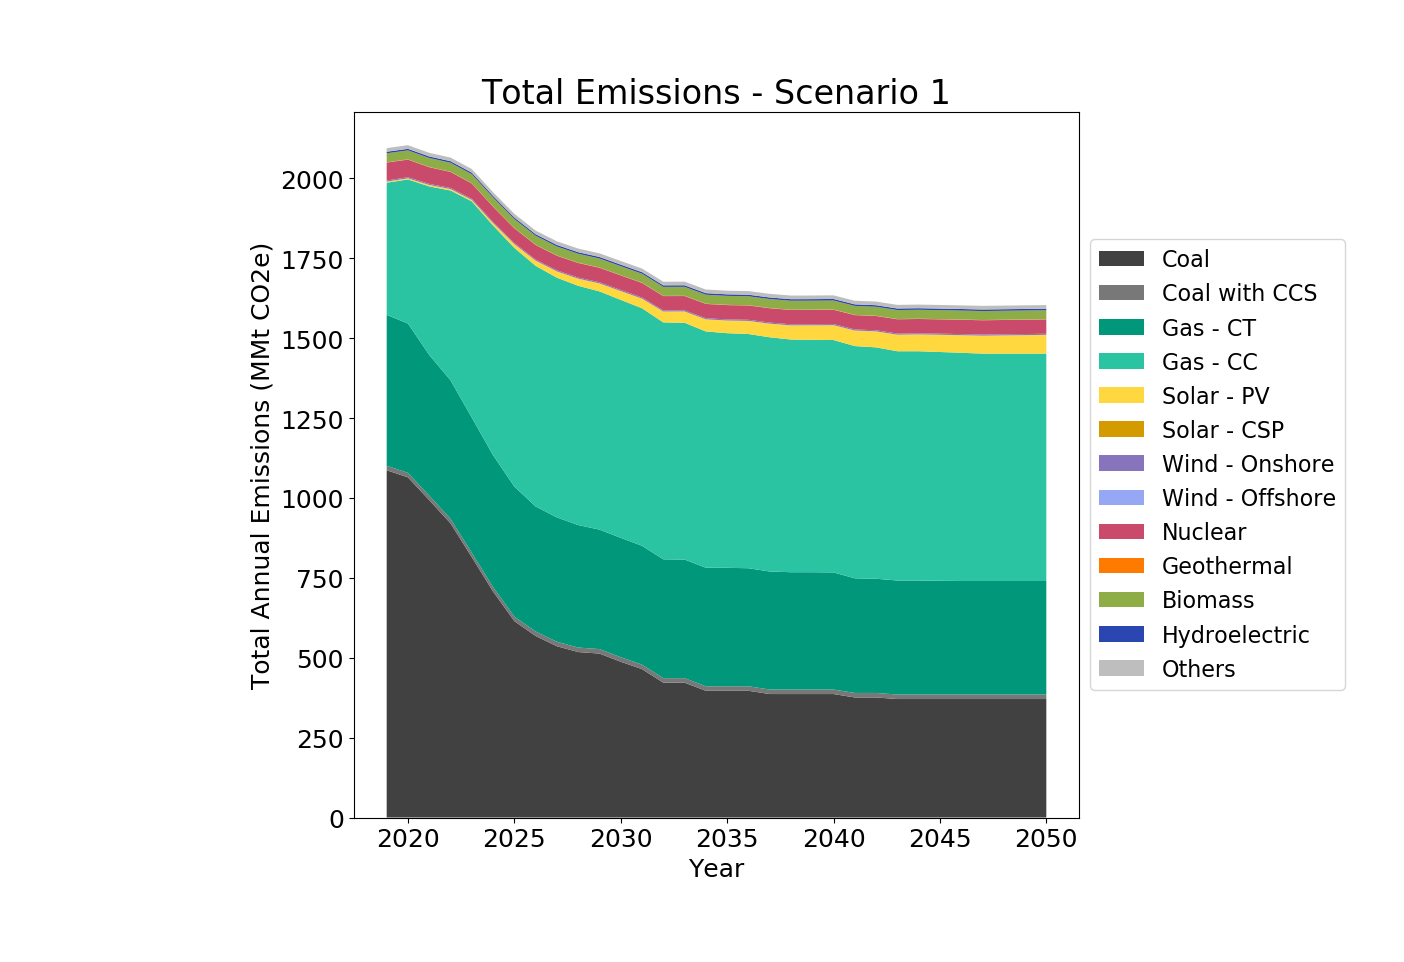 Total Emissions - Scenario 1
Total Annual Emissions (MMt CO2e)
2000
1750
1500
1250
1000
750
500
250
0
2020 2025 2030 2035 2040 2045 2050
Year
Coal
Coal with CCS
Gas - CT
Gas - CC
Solar - PV
Solar - CSP
Wind - Onshore
Wind - Offshore
Nuclear
Geothermal
Biomass
Hydroelectric
Others